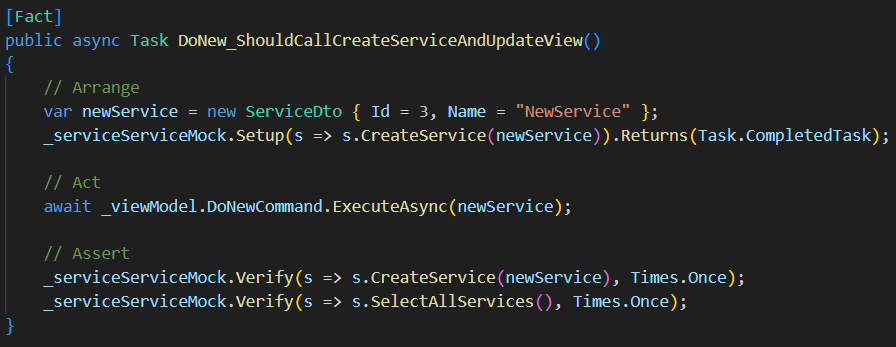 [Fact]
public async Task DoNew_ShouldCallCreateServiceAndUpdateView()
{
    // Arrange
    var newService = new ServiceDto { Id = 3, Name = "NewService" };
    _serviceServiceMock.Setup(s => s.CreateService(newService)).Returns(Task.CompletedTask);

    // Act
    await _viewModel.DoNewCommand.ExecuteAsync(newService);

    // Assert
    _serviceServiceMock.Verify(s => s.CreateService(newService), Times.Once);
    _serviceServiceMock.Verify(s => s.SelectAllServices(), Times.Once);
}